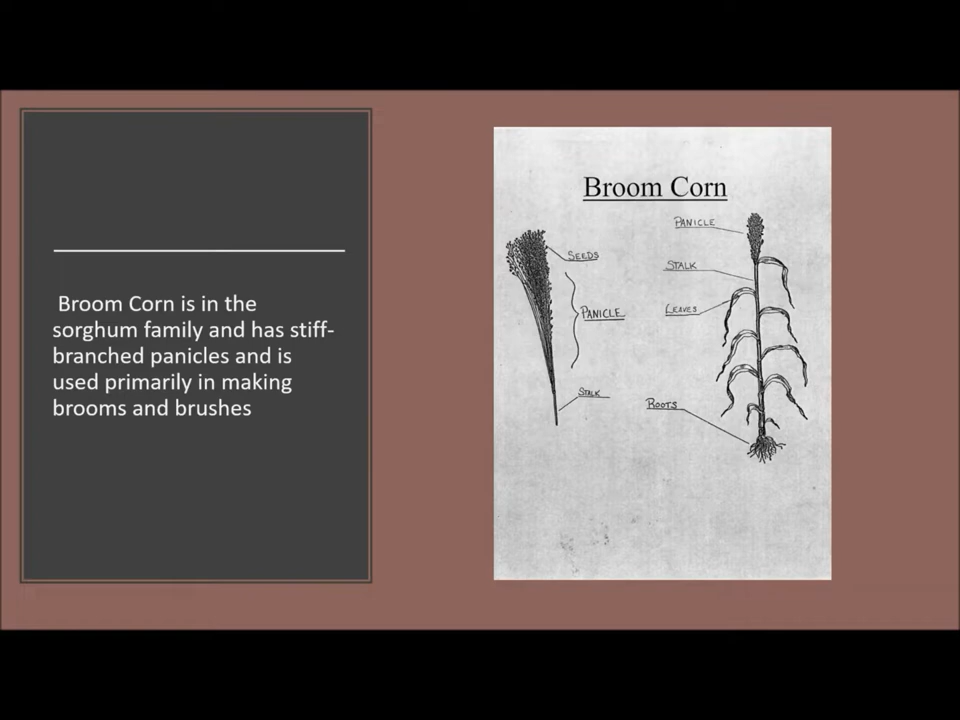 Broom Corn is in the
sorghum family and has stiff-
branched panicles and is
used primarily in making
brooms and brushes
Broom Corn
PANICLE
SEEDS
STALK
LEAVES
PANICLE
STALK
ROOTS